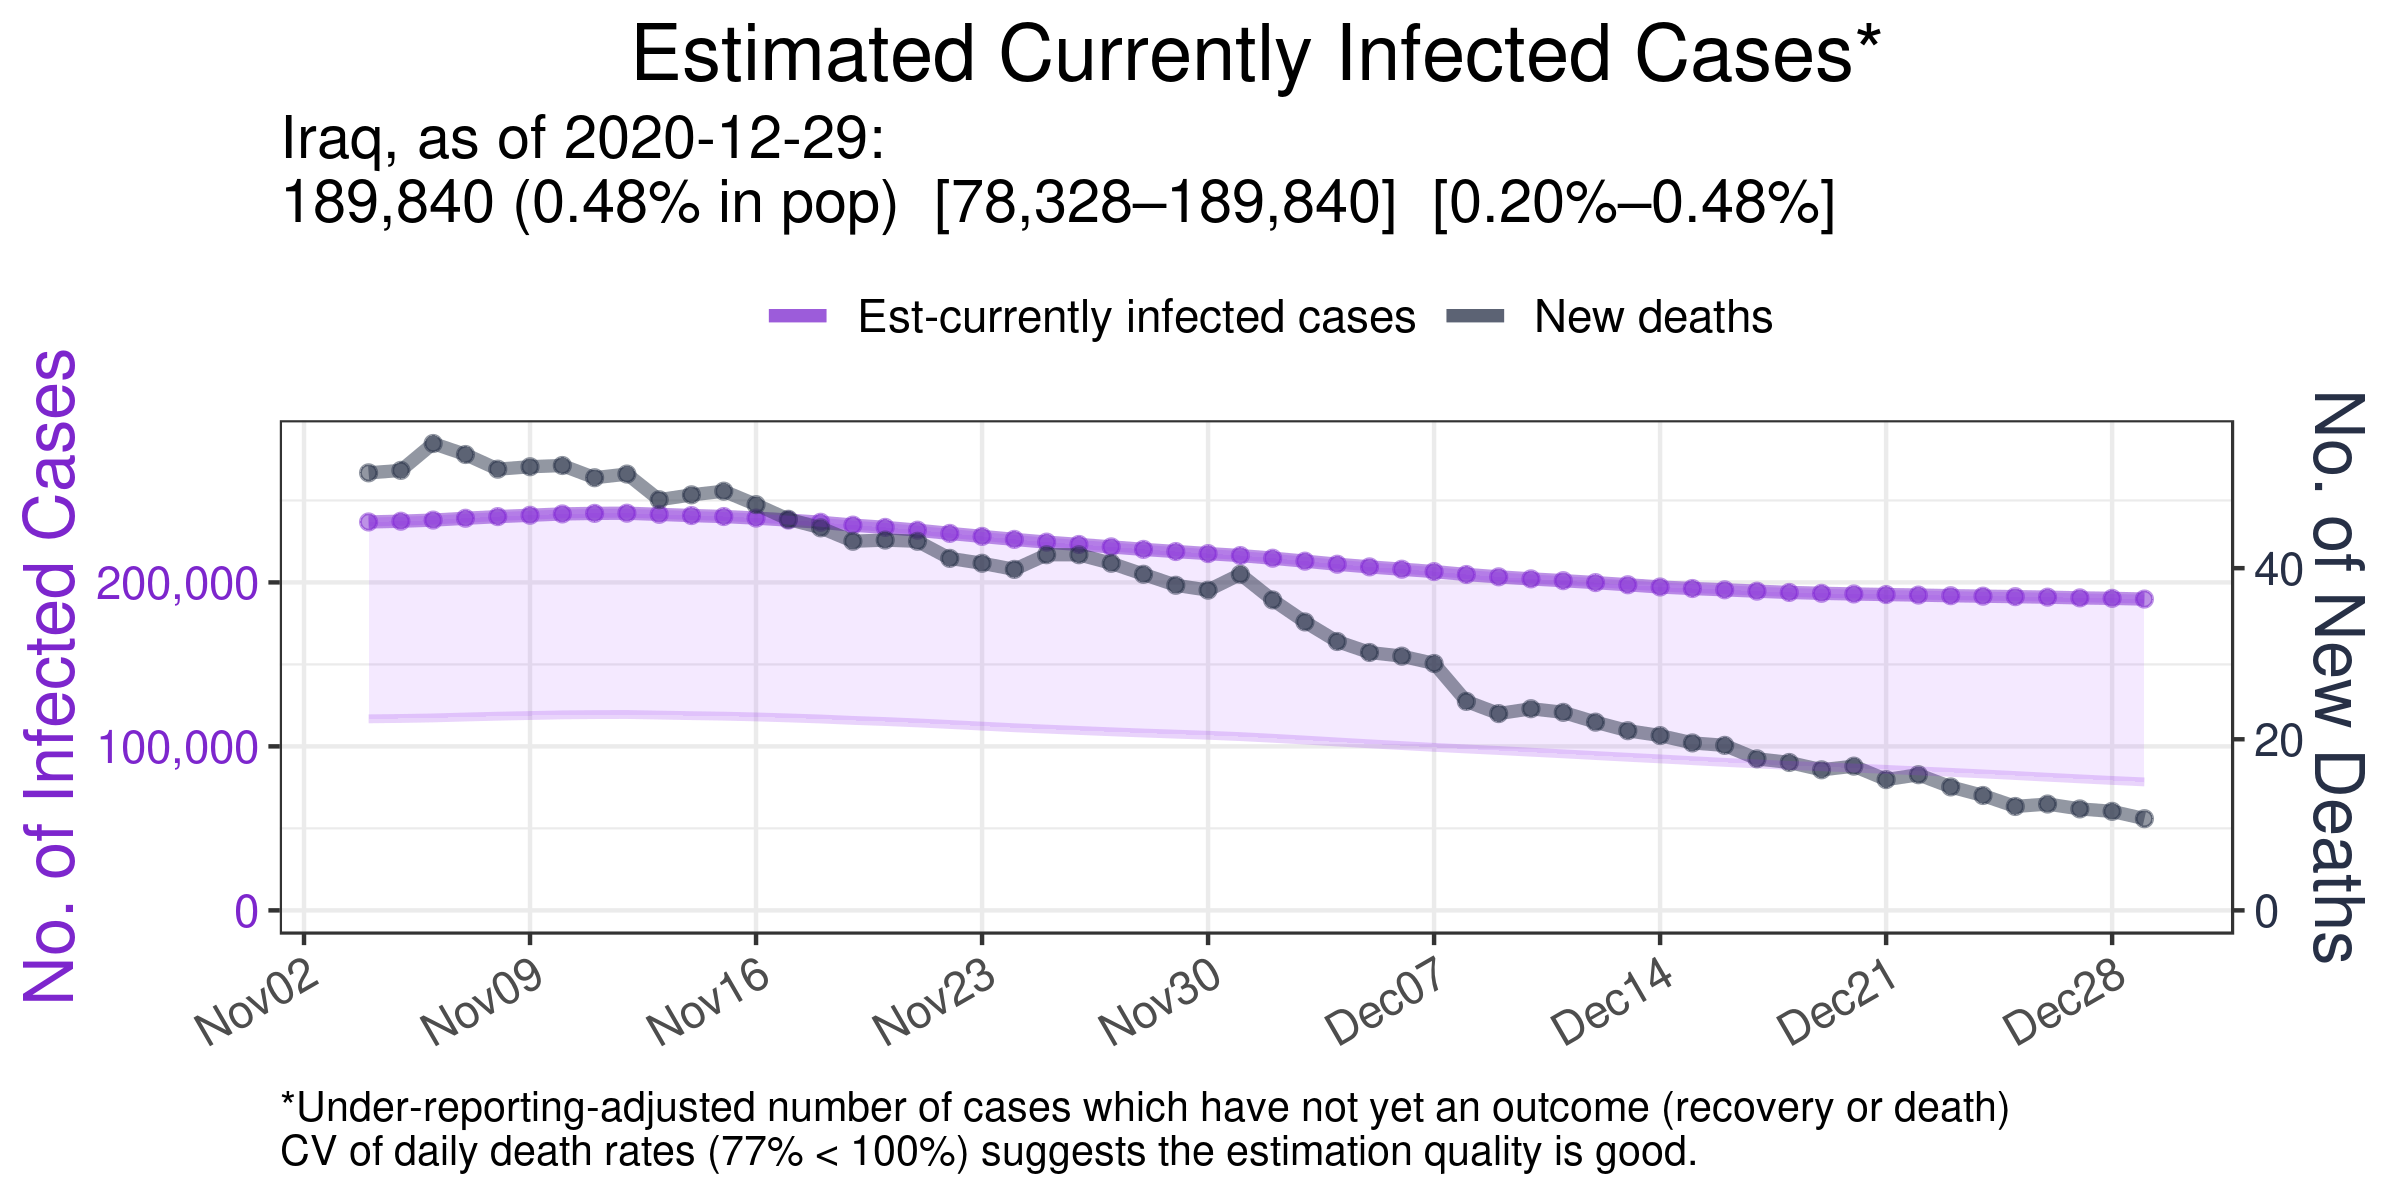 Estimated Currently Infected Cases*
Iraq, as of 2020-12-29:
189,840 (0.48% in pop)  [78,328–189,840]  [0.20%–0.48%]
Est-currently infected cases
New deaths
No. of Infected Cases
200,000
100,000
0
No. of New Deaths
40
20
0
Nov02
Nov09
Nov16
Nov23
Nov30
Dec07
Dec14
Dec21
Dec28
*Under-reporting-adjusted number of cases which have not yet an outcome (recovery or death)
CV of daily death rates (77% < 100%) suggests the estimation quality is good.